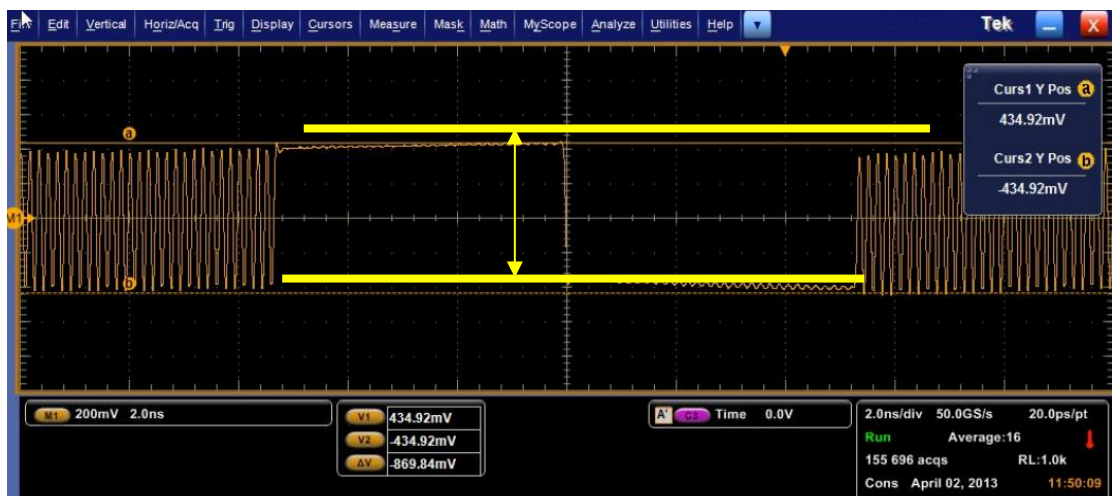 File Edit Vertical Horiz/Acq Trig Display Cursors Measure Mask Math MyScope Analyze Utilities Help Tek X
Curs1 Y Pos a
434.92mV
Curs2 Y Pos b
-434.92mV
a
M1
b
M1 200mV 2.0ns
V1 434.92mV
V2 -434.92mV
ΔV -869.84mV
A' C3 Time 0.0V
2.0ns/div 50.0GS/s 20.0ps/pt
Run Average:16
155 696 acqs RL:1.0k
Cons April 02, 2013 11:50:09